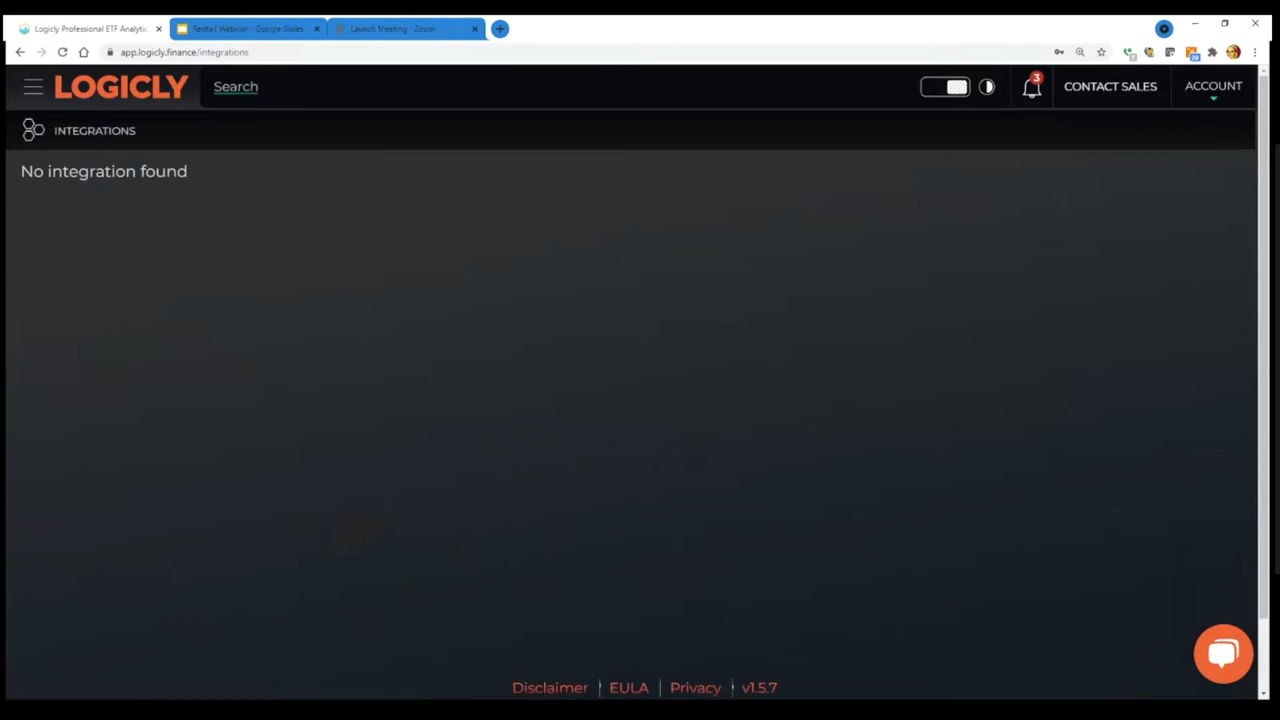 Logicly Professional ETF Analytic
Redtail Webinar - Google Slides
Launch Meeting - Zoom
app.logicly.finance/integrations
LOGICLY
Search
3
CONTACT SALES
ACCOUNT
INTEGRATIONS
No integration found
Disclaimer
EULA
Privacy
v1.5.7